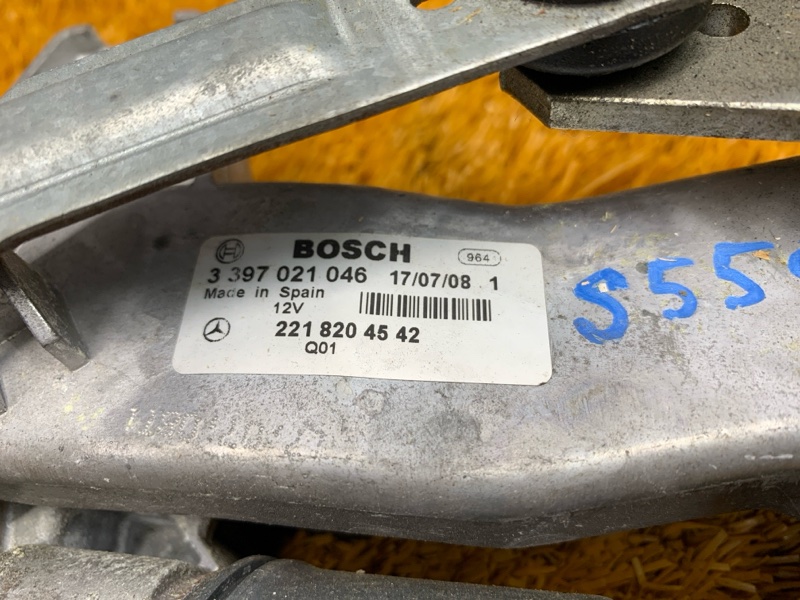 BOSCH 964
3 397 021 046 17/07/08 1
Made in Spain
12V
221 820 45 42
Q01
S55